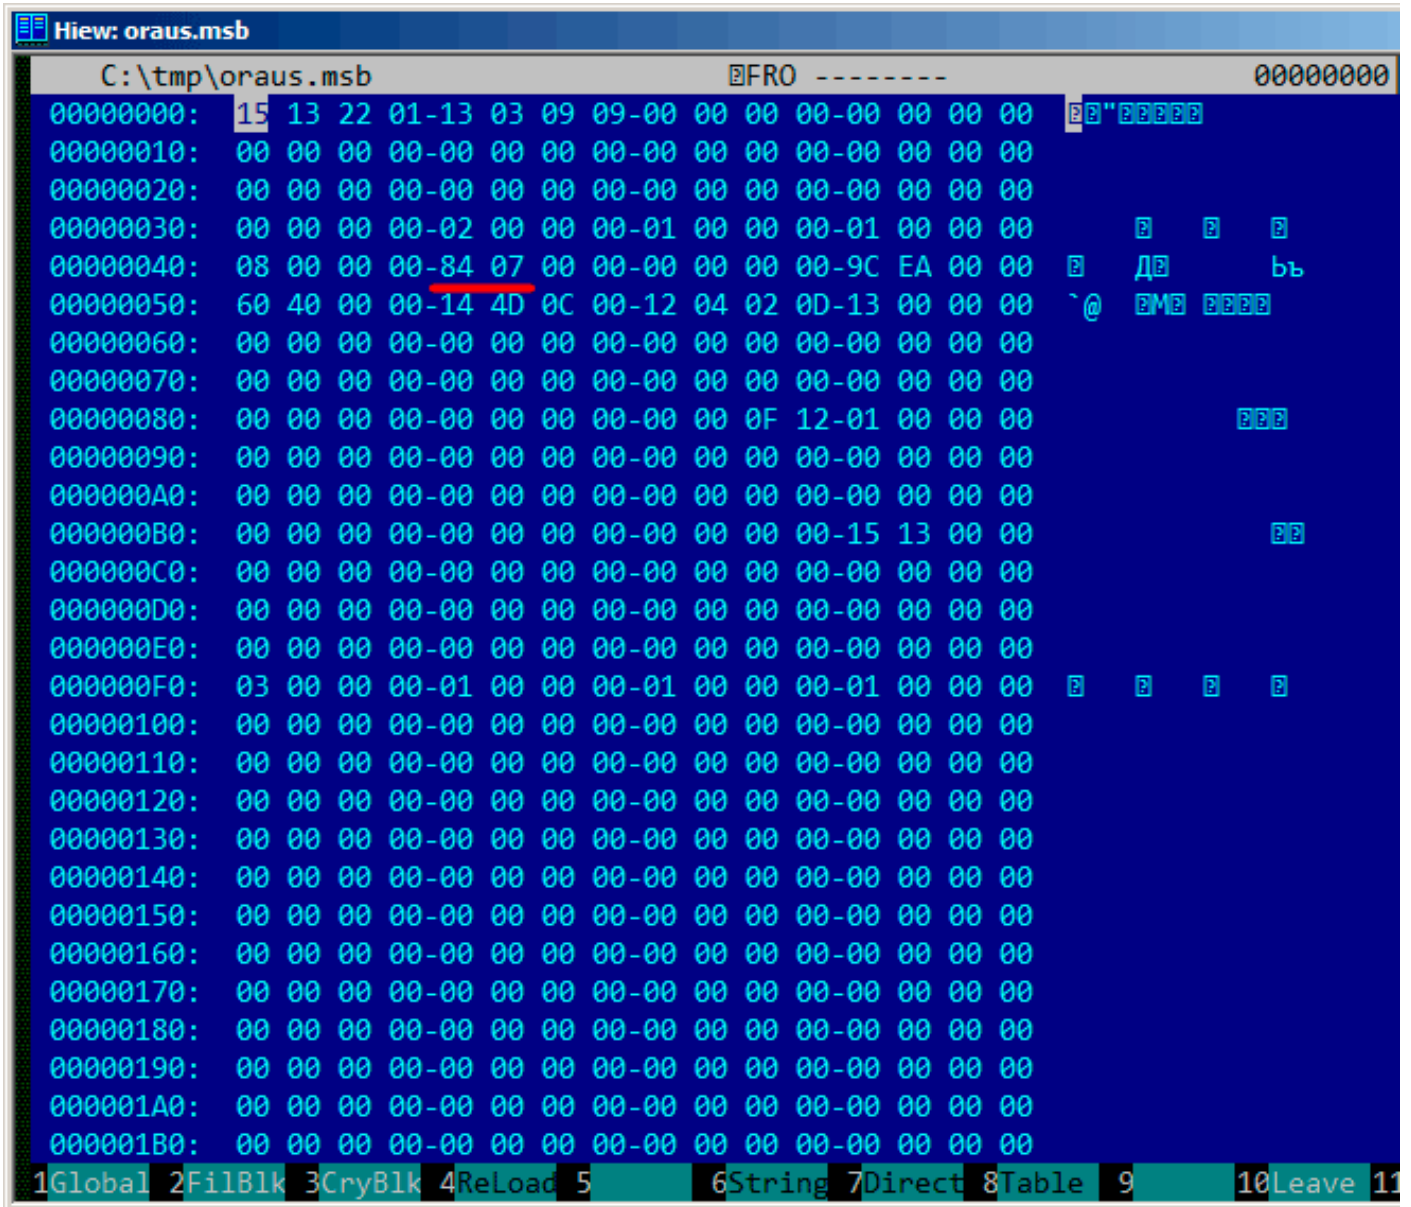 Hiew: oraus.msb
C:\tmp\oraus.msb FRO -------- 00000000
00000000: 15 13 22 01-13 03 09 09-00 00 00 00-00 00 00 00 "
00000010: 00 00 00 00-00 00 00 00-00 00 00 00-00 00 00 00
00000020: 00 00 00 00-00 00 00 00-00 00 00 00-00 00 00 00
00000030: 00 00 00 00-02 00 00 00-01 00 00 00-01 00 00 00
00000040: 08 00 00 00-84 07 00 00-00 00 00 00-9C EA 00 00 Д Ьъ
00000050: 60 40 00 00-14 4D 0C 00-12 04 02 0D-13 00 00 00 `@ M
00000060: 00 00 00 00-00 00 00 00-00 00 00 00-00 00 00 00
00000070: 00 00 00 00-00 00 00 00-00 00 00 00-00 00 00 00
00000080: 00 00 00 00-00 00 00 00-00 00 0F 12-01 00 00 00
00000090: 00 00 00 00-00 00 00 00-00 00 00 00-00 00 00 00
000000A0: 00 00 00 00-00 00 00 00-00 00 00 00-00 00 00 00
000000B0: 00 00 00 00-00 00 00 00-00 00 00 00-15 13 00 00
000000C0: 00 00 00 00-00 00 00 00-00 00 00 00-00 00 00 00
000000D0: 00 00 00 00-00 00 00 00-00 00 00 00-00 00 00 00
000000E0: 00 00 00 00-00 00 00 00-00 00 00 00-00 00 00 00
000000F0: 03 00 00 00-01 00 00 00-01 00 00 00-01 00 00 00
00000100: 00 00 00 00-00 00 00 00-00 00 00 00-00 00 00 00
00000110: 00 00 00 00-00 00 00 00-00 00 00 00-00 00 00 00
00000120: 00 00 00 00-00 00 00 00-00 00 00 00-00 00 00 00
00000130: 00 00 00 00-00 00 00 00-00 00 00 00-00 00 00 00
00000140: 00 00 00 00-00 00 00 00-00 00 00 00-00 00 00 00
00000150: 00 00 00 00-00 00 00 00-00 00 00 00-00 00 00 00
00000160: 00 00 00 00-00 00 00 00-00 00 00 00-00 00 00 00
00000170: 00 00 00 00-00 00 00 00-00 00 00 00-00 00 00 00
00000180: 00 00 00 00-00 00 00 00-00 00 00 00-00 00 00 00
00000190: 00 00 00 00-00 00 00 00-00 00 00 00-00 00 00 00
000001A0: 00 00 00 00-00 00 00 00-00 00 00 00-00 00 00 00
000001B0: 00 00 00 00-00 00 00 00-00 00 00 00-00 00 00 00
1Global 2FilBlk 3CryBlk 4ReLoad 5 6String 7Direct 8Table 9 10Leave 11